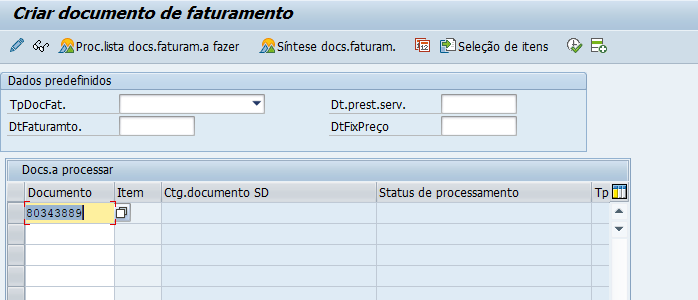 Criar documento de faturamento
Proc.lista docs.faturam.a fazer Síntese docs.faturam. Seleção de itens
Dados predefinidos
TpDocFat. Dt.prest.serv.
DtFaturamto. DtFixPreço
Docs.a processar
Documento Item Ctg.documento SD Status de processamento Tp
80343889